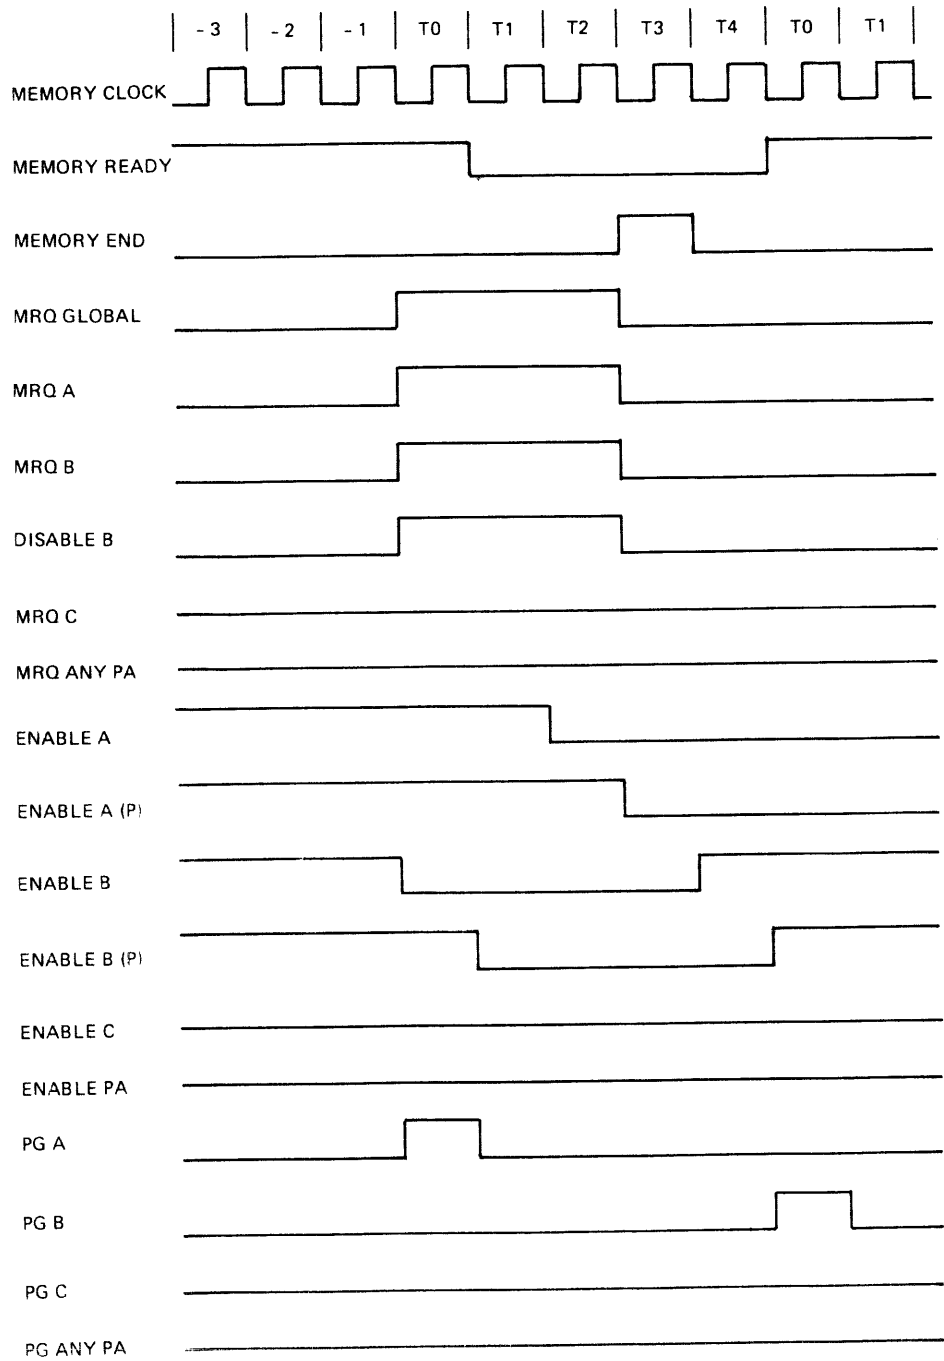 - 3 - 2 - 1 T0 T1 T2 T3 T4 T0 T1
MEMORY CLOCK
MEMORY READY
MEMORY END
MRQ GLOBAL
MRQ A
MRQ B
DISABLE B
MRQ C
MRQ ANY PA
ENABLE A
ENABLE A (P)
ENABLE B
ENABLE B (P)
ENABLE C
ENABLE PA
PG A
PG B
PG C
PG ANY PA